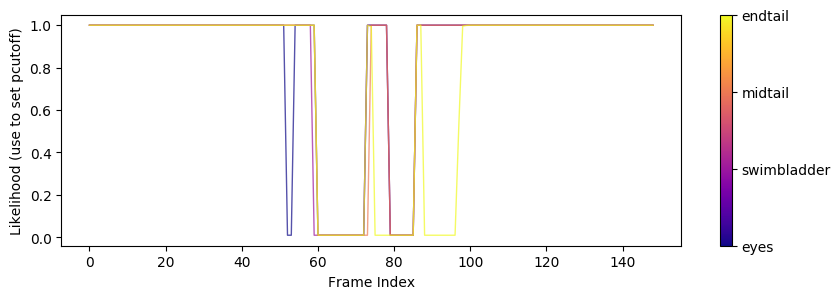 Likelihood (use to set pcutoff)
1.0
0.8
0.6
0.4
0.2
0.0
0 20 40 60 80 100 120 140
Frame Index
endtail
midtail
swimbladder
eyes